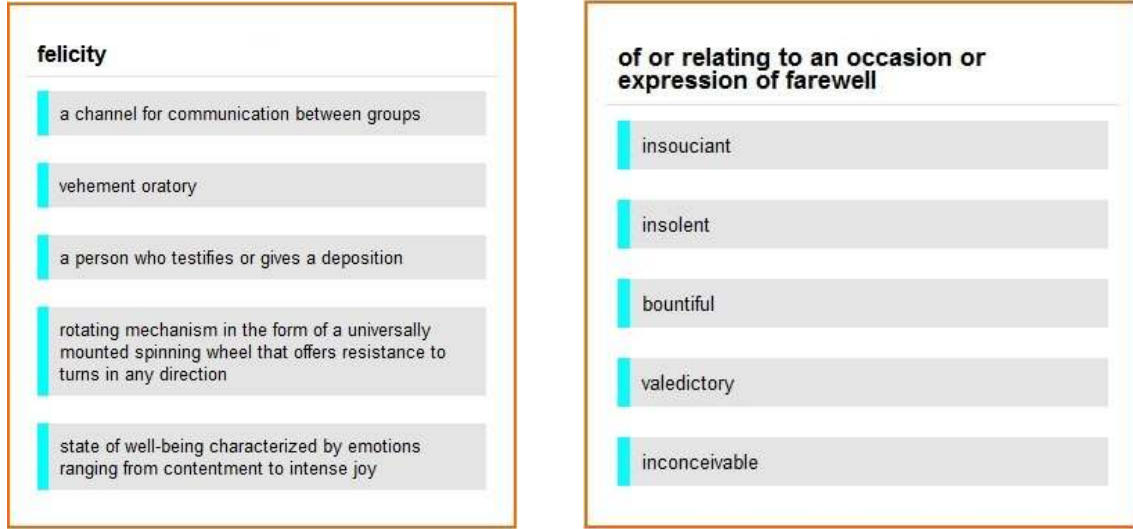 felicity
a channel for communication between groups
vehement oratory
a person who testifies or gives a deposition
rotating mechanism in the form of a universally
mounted spinning wheel that offers resistance to
turns in any direction
state of well-being characterized by emotions
ranging from contentment to intense joy
of or relating to an occasion or
expression of farewell
insouciant
insolent
bountiful
valedictory
inconceivable